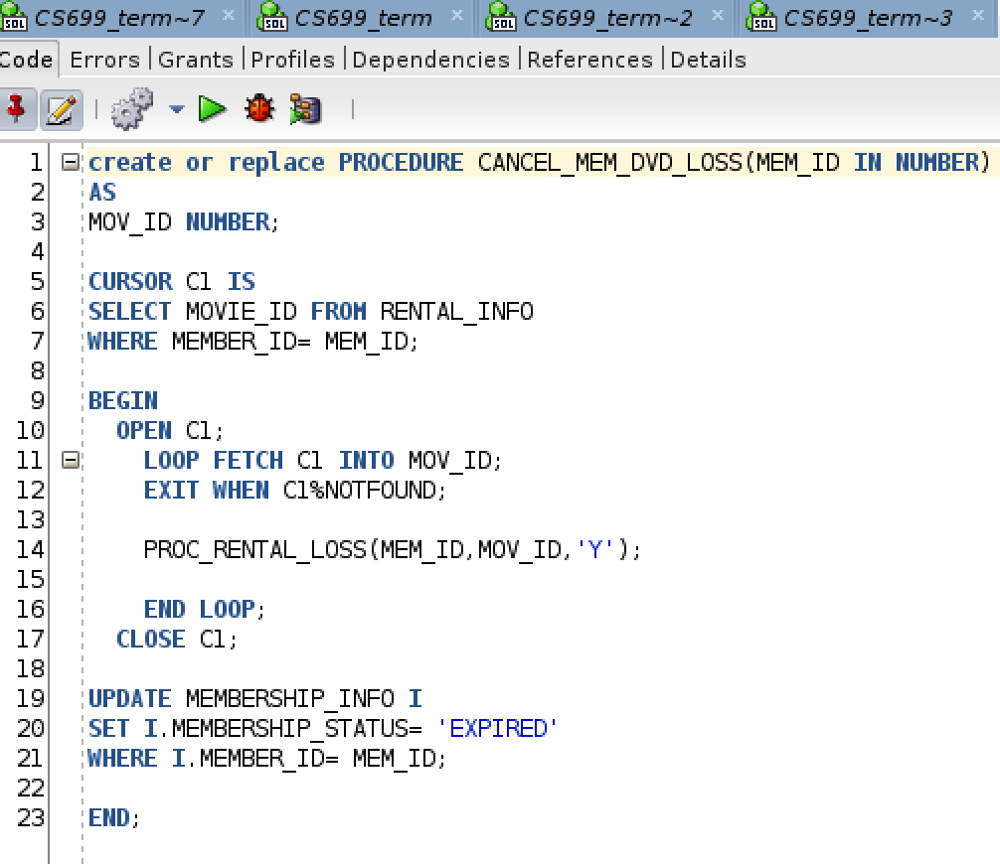 CS699_term~7 × CS699_term × CS699_term~2 × CS699_term~3 ×
Code Errors | Grants | Profiles | Dependencies | References | Details
1 create or replace PROCEDURE CANCEL_MEM_DVD_LOSS(MEM_ID IN NUMBER)
2 AS
3 MOV_ID NUMBER;
4
5 CURSOR C1 IS
6 SELECT MOVIE_ID FROM RENTAL_INFO
7 WHERE MEMBER_ID= MEM_ID;
8
9 BEGIN
10 OPEN C1;
11 LOOP FETCH C1 INTO MOV_ID;
12 EXIT WHEN C1%NOTFOUND;
13
14 PROC_RENTAL_LOSS(MEM_ID,MOV_ID,'Y');
15
16 END LOOP;
17 CLOSE C1;
18
19 UPDATE MEMBERSHIP_INFO I
20 SET I.MEMBERSHIP_STATUS= 'EXPIRED'
21 WHERE I.MEMBER_ID= MEM_ID;
22
23 END;